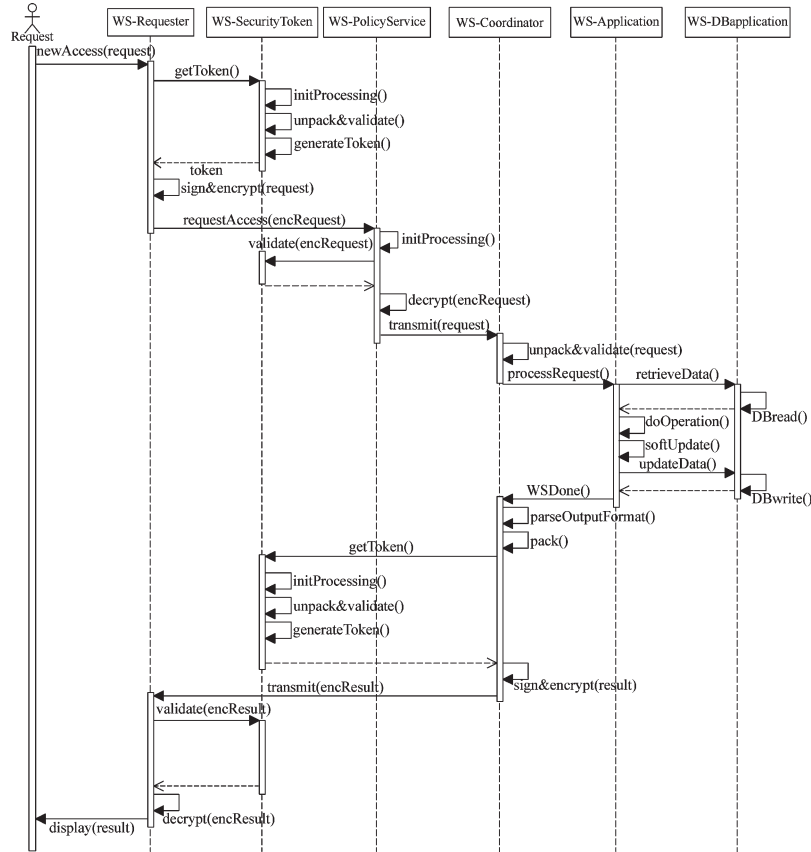 WS-Requester WS-SecurityToken WS-PolicyService WS-Coordinator WS-Application WS-DBapplication
Request
newAccess(request)
getToken()
initProcessing()
unpack&validate()
generateToken()
token
sign&encrypt(request)
requestAccess(encRequest)
validate(encRequest)
initProcessing()
decrypt(encRequest)
transmit(request)
unpack&validate(request)
processRequest()
retrieveData()
DBread()
doOperation()
softUpdate()
updateData()
WSDone()
DBwrite()
parseOutputFormat()
pack()
getToken()
initProcessing()
unpack&validate()
generateToken()
sign&encrypt(result)
transmit(encResult)
validate(encResult)
decrypt(encResult)
display(result)